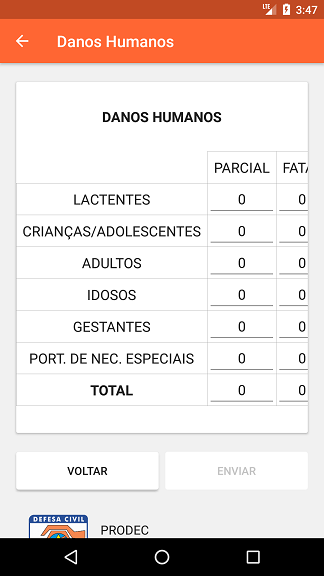 LTE 3:47
Danos Humanos
DANOS HUMANOS
PARCIAL FATA
LACTENTES 0 0
CRIANÇAS/ADOLESCENTES 0 0
ADULTOS 0 0
IDOSOS 0 0
GESTANTES 0 0
PORT. DE NEC. ESPECIAIS 0 0
TOTAL 0 0
VOLTAR ENVIAR
DEFESA CIVIL
PRODEC